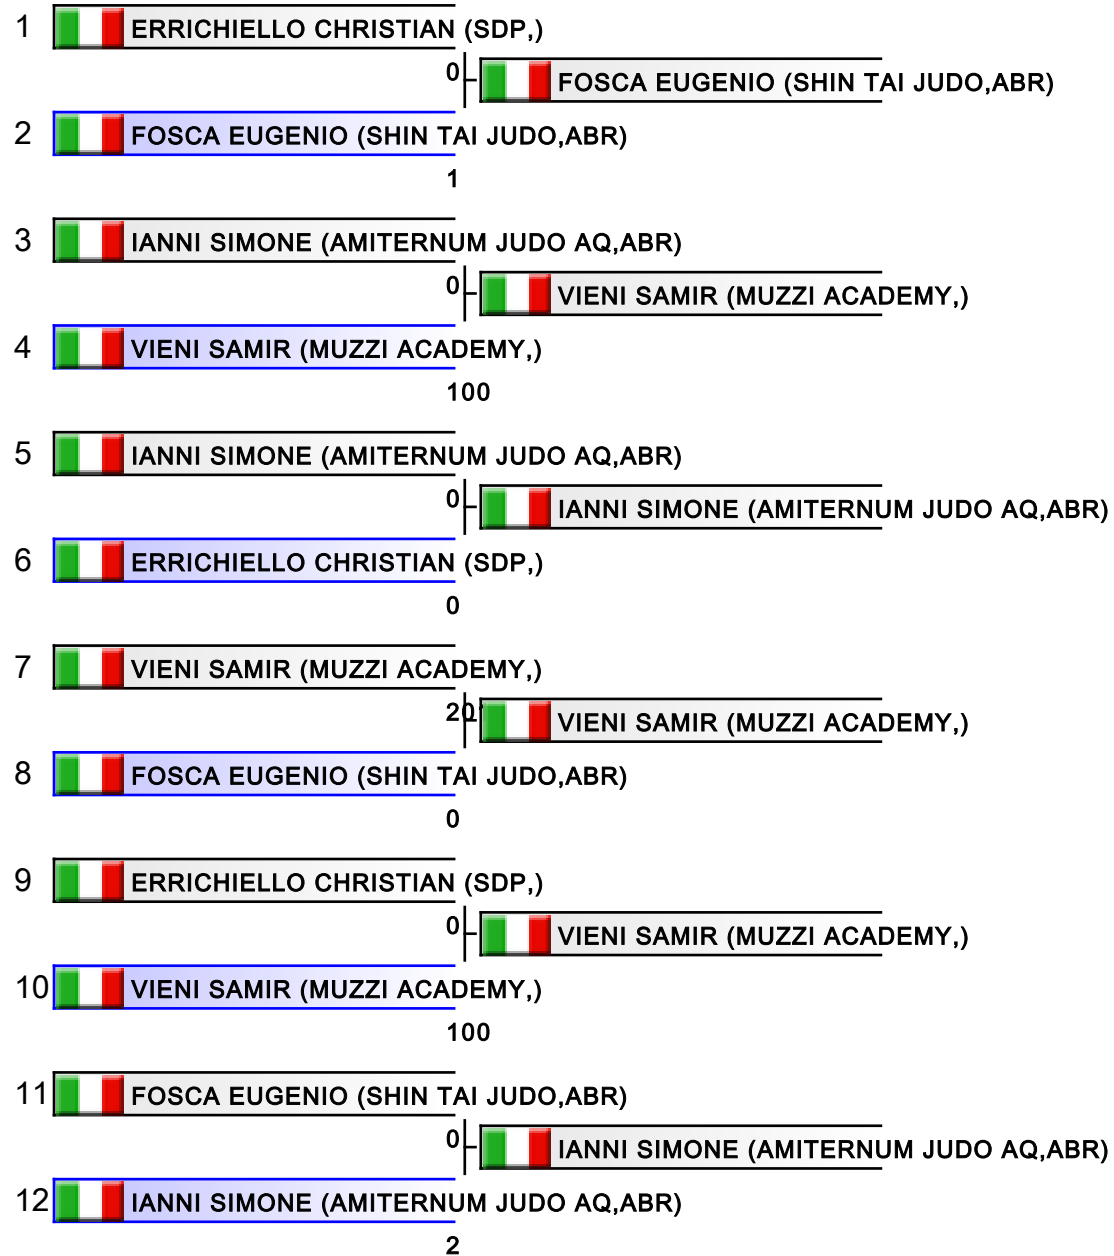 1 ERRICHIELLO CHRISTIAN (SDP,)
0 FOSCA EUGENIO (SHIN TAI JUDO,ABR)
2 FOSCA EUGENIO (SHIN TAI JUDO,ABR)
1
3 IANNI SIMONE (AMITERNUM JUDO AQ,ABR)
0 VIENI SAMIR (MUZZI ACADEMY,)
4 VIENI SAMIR (MUZZI ACADEMY,)
100
5 IANNI SIMONE (AMITERNUM JUDO AQ,ABR)
0 IANNI SIMONE (AMITERNUM JUDO AQ,ABR)
6 ERRICHIELLO CHRISTIAN (SDP,)
0
7 VIENI SAMIR (MUZZI ACADEMY,)
VIENI SAMIR (MUZZI ACADEMY,)
8 FOSCA EUGENIO (SHIN TAI JUDO,ABR)
0
9 ERRICHIELLO CHRISTIAN (SDP,)
0 VIENI SAMIR (MUZZI ACADEMY,)
10 VIENI SAMIR (MUZZI ACADEMY,)
100
11 FOSCA EUGENIO (SHIN TAI JUDO,ABR)
0 IANNI SIMONE (AMITERNUM JUDO AQ,ABR)
12 IANNI SIMONE (AMITERNUM JUDO AQ,ABR)
2